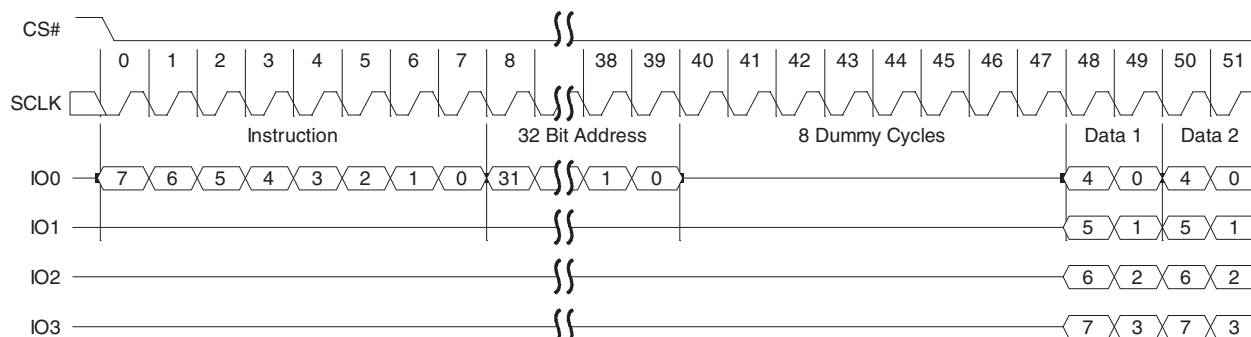 CS#
0 1 2 3 4 5 6 7 8 38 39 40 41 42 43 44 45 46 47 48 49 50 51
SCLK
Instruction 32 Bit Address 8 Dummy Cycles Data 1 Data 2
IO0 7 6 5 4 3 2 1 0 31 1 0 4 0 4 0
IO1 5 1 5 1
IO2 6 2 6 2
IO3 7 3 7 3